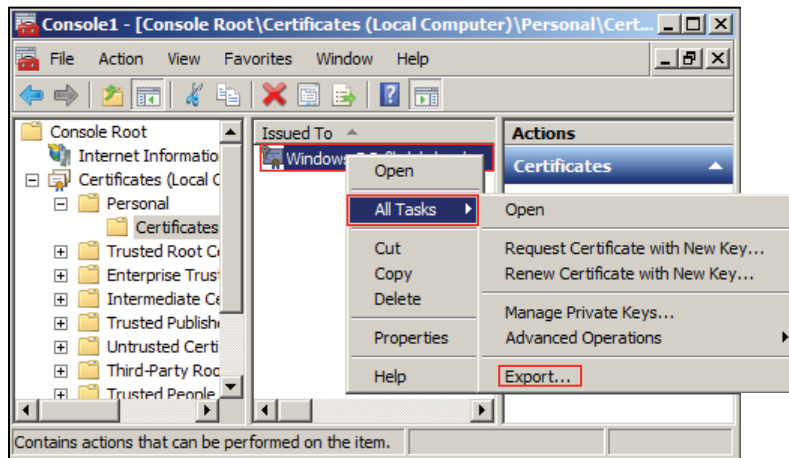 Console1 - [Console Root\Certificates (Local Computer)\Personal\Cert...
File Action View Favorites Window Help
Console Root
Internet Informatio
Certificates (Local C
Personal
Certificates
Trusted Root C
Enterprise Trus
Intermediate Ce
Trusted Publish
Untrusted Certi
Third-Party Roo
Trusted People
Issued To
Windows
Open
All Tasks
Cut
Copy
Delete
Properties
Help
Actions
Certificates
Open
Request Certificate with New Key...
Renew Certificate with New Key...
Manage Private Keys...
Advanced Operations
Export...
Contains actions that can be performed on the item.